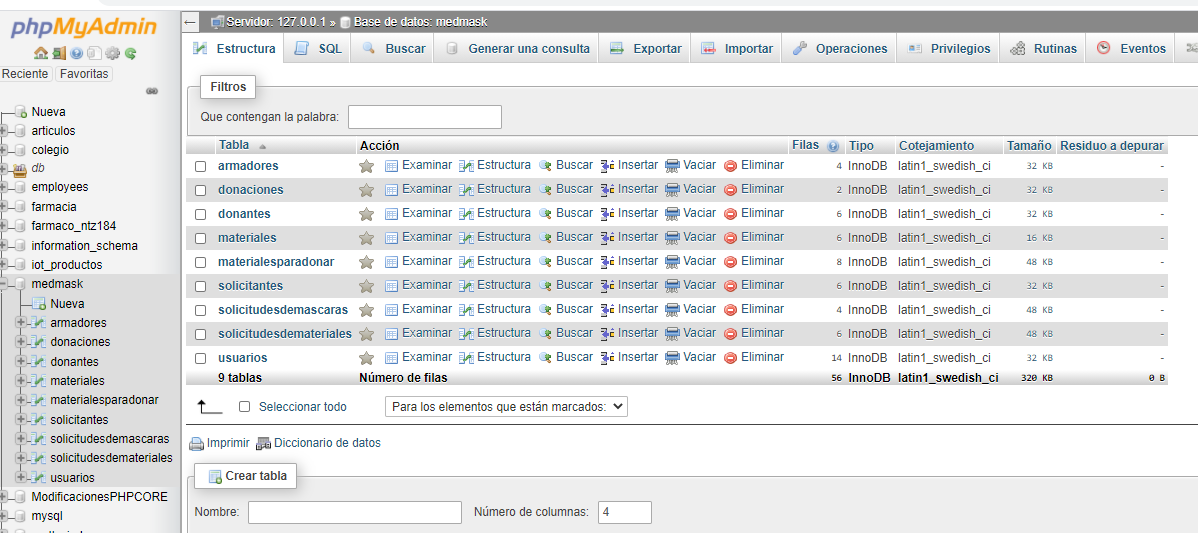 phpMyAdmin
Reciente Favoritas
Nueva
articulos
colegio
db
employees
farmacia
farmaco_ntz184
information_schema
iot_productos
medmask
Nueva
armadores
donaciones
donantes
materiales
materialesparadonar
solicitantes
solicitudesdemascaras
solicitudesdemateriales
usuarios
ModificacionesPHPCORE
mysql
Servidor: 127.0.0.1 » Base de datos: medmask
Estructura SQL Buscar Generar una consulta Exportar Importar Operaciones Privilegios Rutinas Eventos
Filtros
Que contengan la palabra:
Tabla Acción Filas Tipo Cotejamiento Tamaño Residuo a depurar
armadores Examinar Estructura Buscar Insertar Vaciar Eliminar 4 InnoDB latin1_swedish_ci 32 KB -
donaciones Examinar Estructura Buscar Insertar Vaciar Eliminar 2 InnoDB latin1_swedish_ci 32 KB -
donantes Examinar Estructura Buscar Insertar Vaciar Eliminar 6 InnoDB latin1_swedish_ci 32 KB -
materiales Examinar Estructura Buscar Insertar Vaciar Eliminar 6 InnoDB latin1_swedish_ci 16 KB -
materialesparadonar Examinar Estructura Buscar Insertar Vaciar Eliminar 8 InnoDB latin1_swedish_ci 48 KB -
solicitantes Examinar Estructura Buscar Insertar Vaciar Eliminar 6 InnoDB latin1_swedish_ci 32 KB -
solicitudesdemascaras Examinar Estructura Buscar Insertar Vaciar Eliminar 4 InnoDB latin1_swedish_ci 48 KB -
solicitudesdemateriales Examinar Estructura Buscar Insertar Vaciar Eliminar 6 InnoDB latin1_swedish_ci 48 KB -
usuarios Examinar Estructura Buscar Insertar Vaciar Eliminar 14 InnoDB latin1_swedish_ci 32 KB -
9 tablas Número de filas 56 InnoDB latin1_swedish_ci 320 KB 0 B
Seleccionar todo Para los elementos que están marcados:
Imprimir Diccionario de datos
Crear tabla
Nombre: Número de columnas: 4